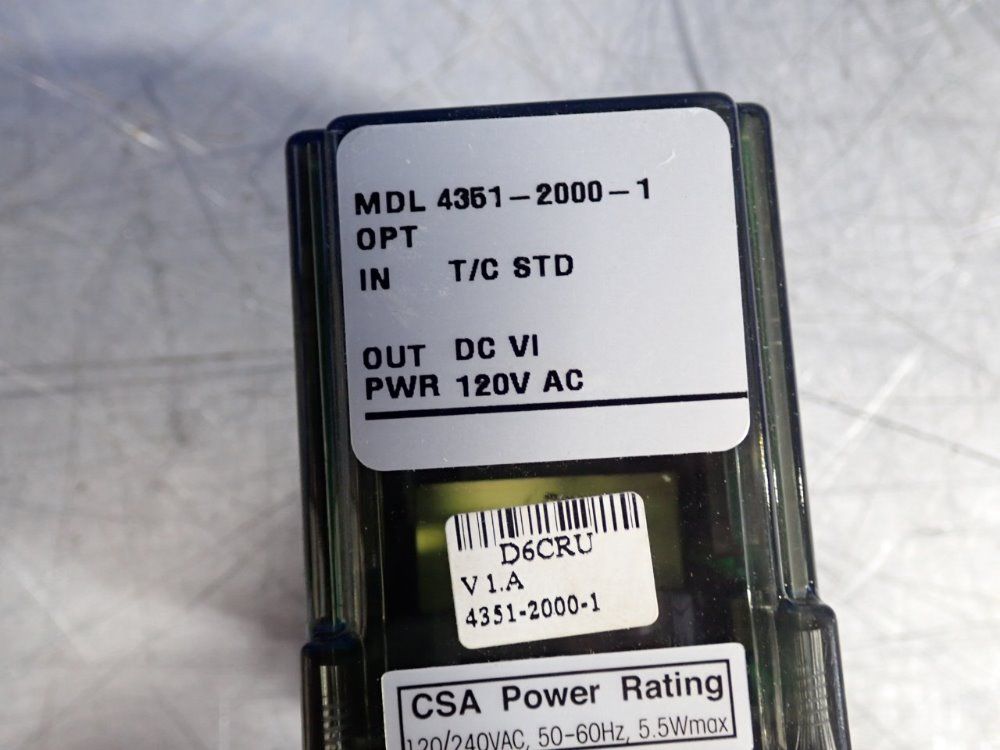 MDL 4351-2000-1
OPT
IN T/C STD
OUT DC VI
PWR 120V AC
D6CRU
V 1.A
4351-2000-1
CSA Power Rating
120/240VAC, 50-60Hz, 5.5Wmax